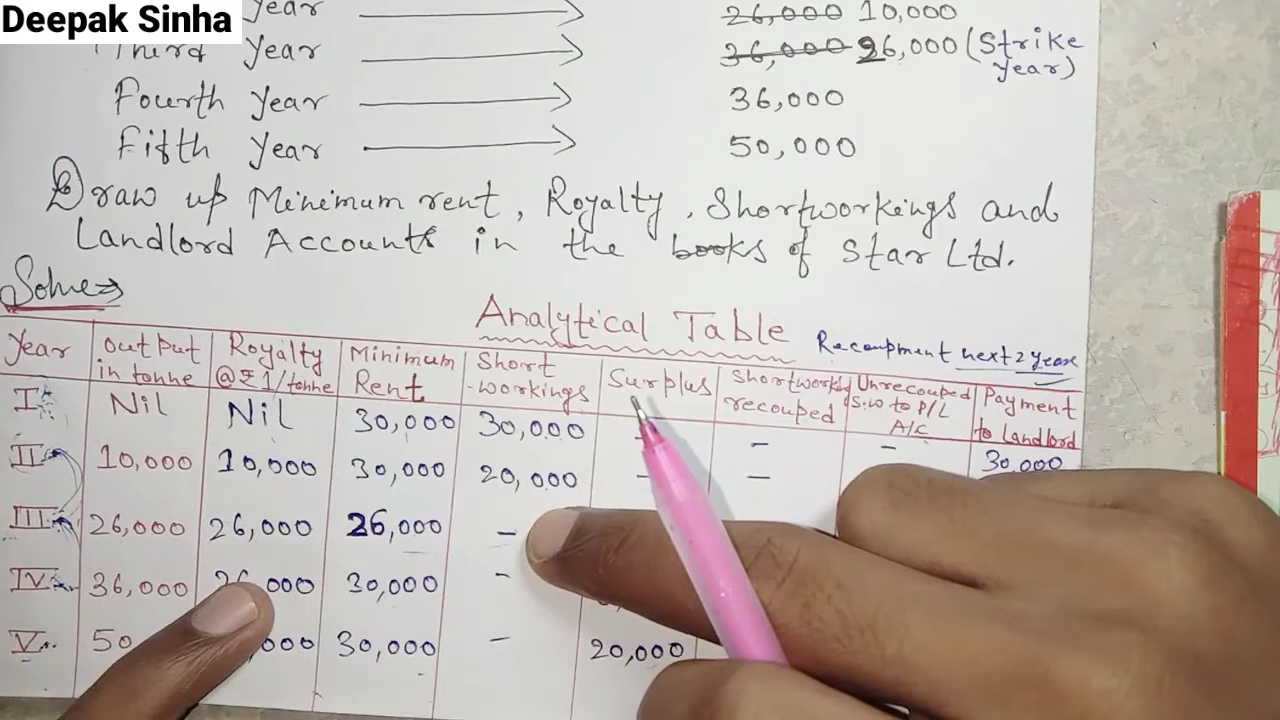 Deepak Sinha
Year 26,000 10,000
Third Year 36,000 26,000 (Strike Year)
Fourth Year 36,000
Fifth Year 50,000
Draw up Minimum rent, Royalty, Shortworkings and
Landlord Accounts in the books of Star Ltd.
Solve
Analytical Table Recoupment next 2 years
Year Output in tonne Royalty @₹1/tonne Minimum Rent Short-workings Surplus Shortworking recouped Unrecouped S.W to P/L A/C Payment to landlord
I Nil Nil 30,000 30,000 - - - 30,000
II 10,000 10,000 30,000 20,000 - -
III 26,000 26,000 26,000 -
IV 36,000 000 30,000 -
V 50 000 30,000 - 20,000